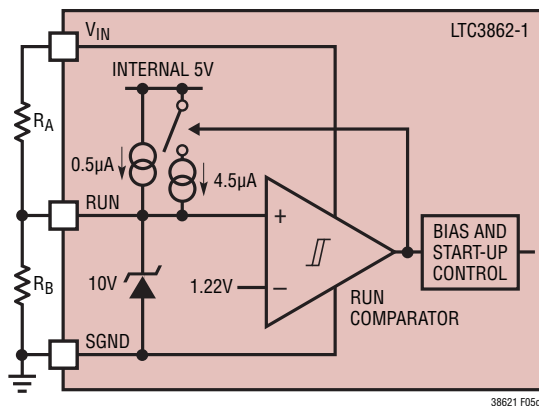 LTC3862-1
VIN
INTERNAL 5V
RA
0.5µA
4.5µA
RUN
+
BIAS AND
START-UP
CONTROL
RB
10V
1.22V
–
RUN
COMPARATOR
SGND
38621 F05c